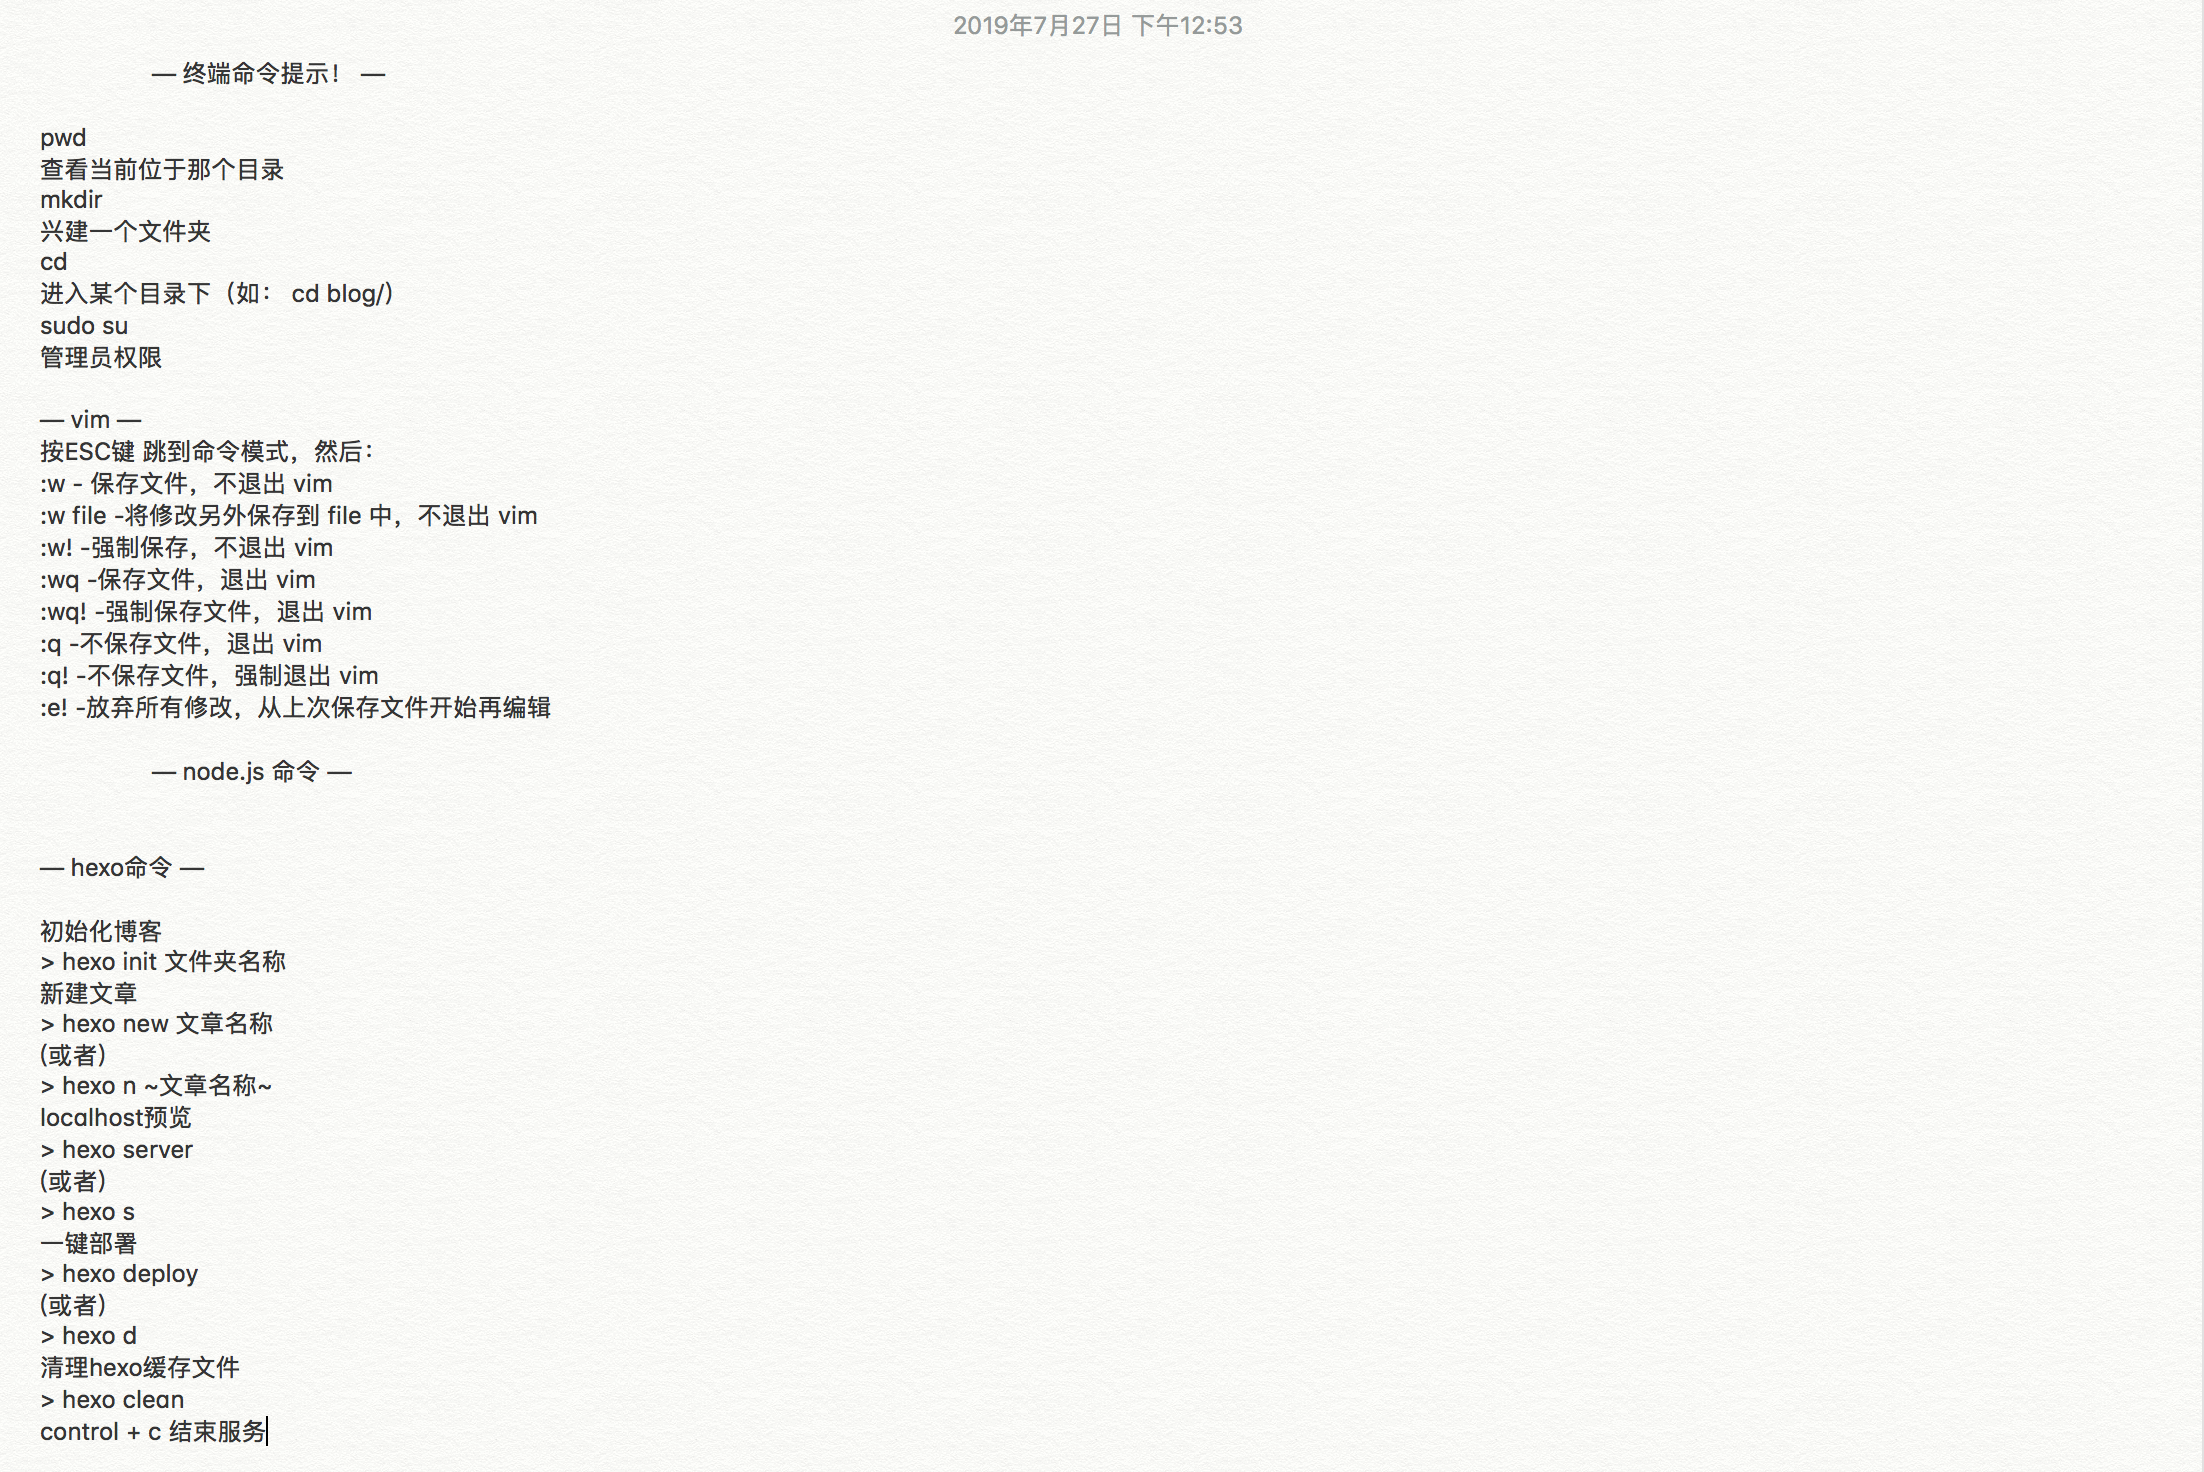 2019年7月27日 下午12:53
— 终端命令提示！ —
pwd
查看当前位于那个目录
mkdir
兴建一个文件夹
cd
进入某个目录下（如： cd blog/）
sudo su
管理员权限
— vim —
按ESC键 跳到命令模式，然后：
:w - 保存文件，不退出 vim
:w file -将修改另外保存到 file 中，不退出 vim
:w! -强制保存，不退出 vim
:wq -保存文件，退出 vim
:wq! -强制保存文件，退出 vim
:q -不保存文件，退出 vim
:q! -不保存文件，强制退出 vim
:e! -放弃所有修改，从上次保存文件开始再编辑
— node.js 命令 —
— hexo命令 —
初始化博客
> hexo init 文件夹名称
新建文章
> hexo new 文章名称
(或者)
> hexo n ~文章名称~
localhost预览
> hexo server
(或者)
> hexo s
一键部署
> hexo deploy
(或者)
> hexo d
清理hexo缓存文件
> hexo clean
control + c 结束服务